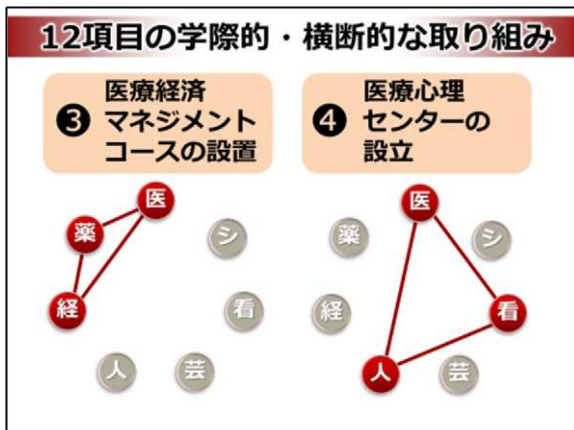 12項目の学際的・横断的な取り組み
❸
医療経済
マネジメント
コースの設置
❹
医療心理
センターの
設立
医
薬
シ
経
看
人
芸
医
薬
シ
経
看
人
芸